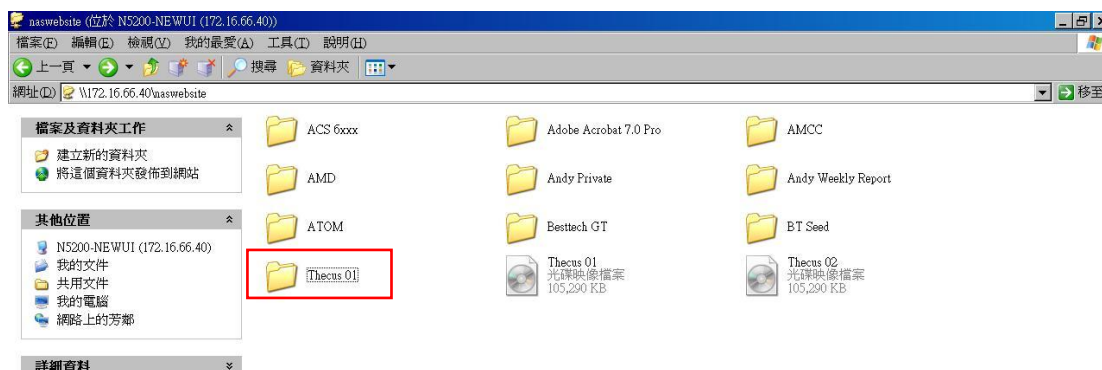 naswebsite (位於 N5200-NEWUI (172.16.66.40))
檔案(F) 編輯(E) 檢視(V) 我的最愛(A) 工具(T) 說明(H)
上一頁 搜尋 資料夾
網址(D) \\172.16.66.40\naswebsite 移至
檔案及資料夾工作
建立新的資料夾
將這個資料夾發佈到網站
其他位置
N5200-NEWUI (172.16.66.40)
我的文件
共用文件
我的電腦
網路上的芳鄰
詳細資料
ACS 6xxx
Adobe Acrobat 7.0 Pro
AMCC
AMD
Andy Private
Andy Weekly Report
ATOM
Besttech GT
BT Seed
Thecus 01
Thecus 01
光碟映像檔案
105,290 KB
Thecus 02
光碟映像檔案
105,290 KB